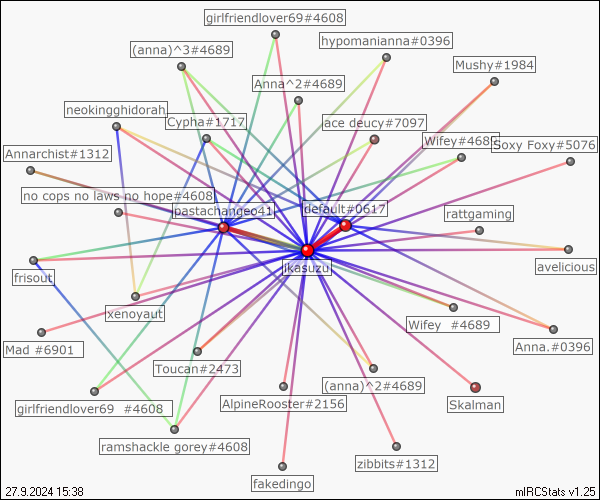 girlfriendlover69#4608
hypomanianna#0396
(anna)^3#4689
Mushy#1984
Anna^2#4689
neokingghidorah
Cypha#1717
ace deucy#7097
Wifey#4689
Soxy Foxy#5076
Annarchist#1312
no cops no laws no hope#4608
pastachange041
default#0617
rattgaming
ikasuzu
avelicious
frisout
xenoyaut
Wifey #4689
Anna.#0396
Mad #6901
Toucan#2473
(anna)^2#4689
girlfriendlover69 #4608
AlpineRooster#2156
Skalman
ramshackle gorey#4608
zibbits#1312
fakedingo
27.9.2024 15:38
mIRCStats v1.25